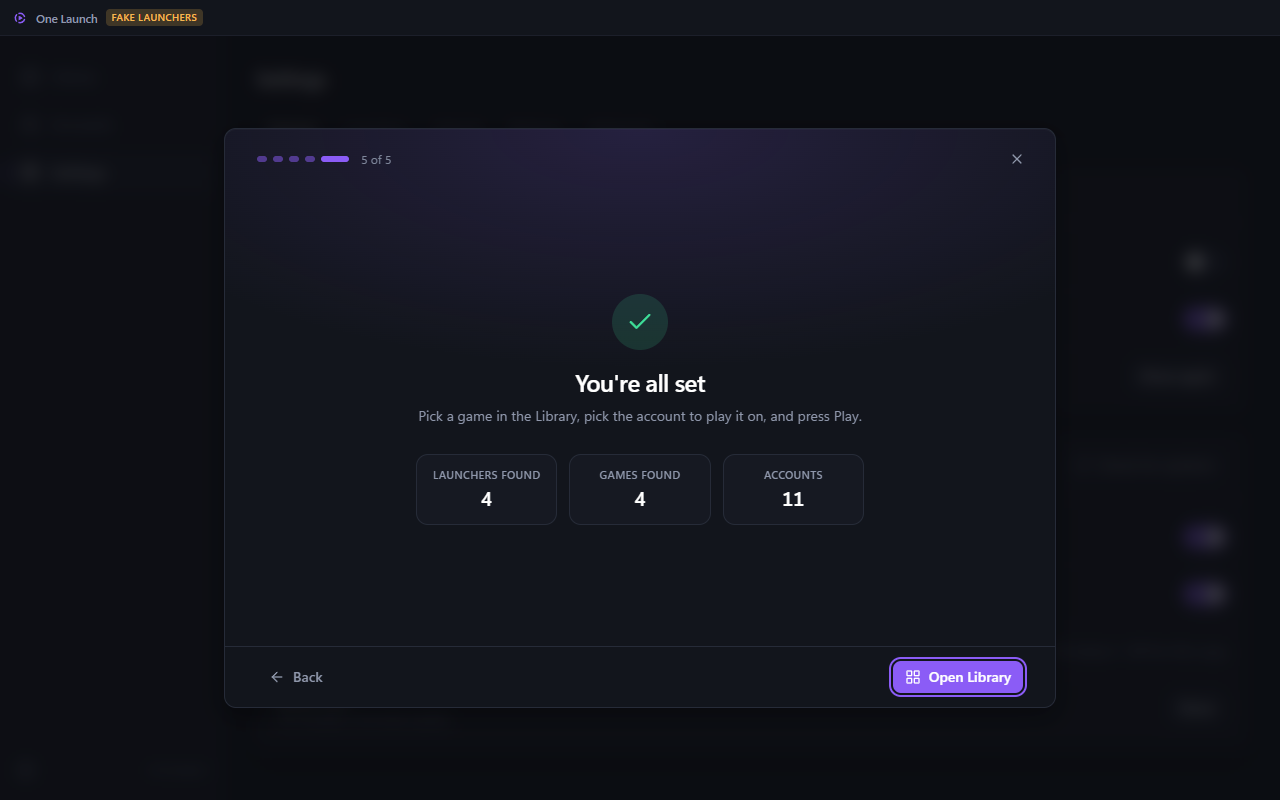 One Launch FAKE LAUNCHERS
5 of 5
You're all set
Pick a game in the Library, pick the account to play it on, and press Play.
LAUNCHERS FOUND GAMES FOUND ACCOUNTS
4 4 11
Back Open Library